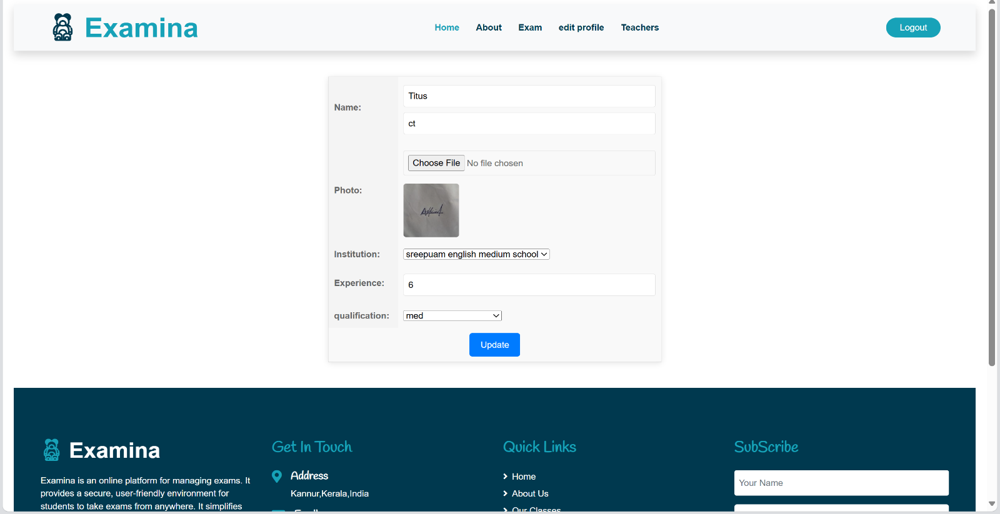 Examina
Home About Exam edit profile Teachers
Logout
Name:
Titus
ct
Choose File No file chosen
Photo:
Institution:
sreepuam english medium school
Experience:
6
qualification:
med
Update
Examina
Examina is an online platform for managing exams. It
provides a secure, user-friendly environment for
students to take exams from anywhere. It simplifies
Get In Touch
Address
Kannur,Kerala,India
Quick Links
Home
About Us
Our Classes
SubScribe
Your Name